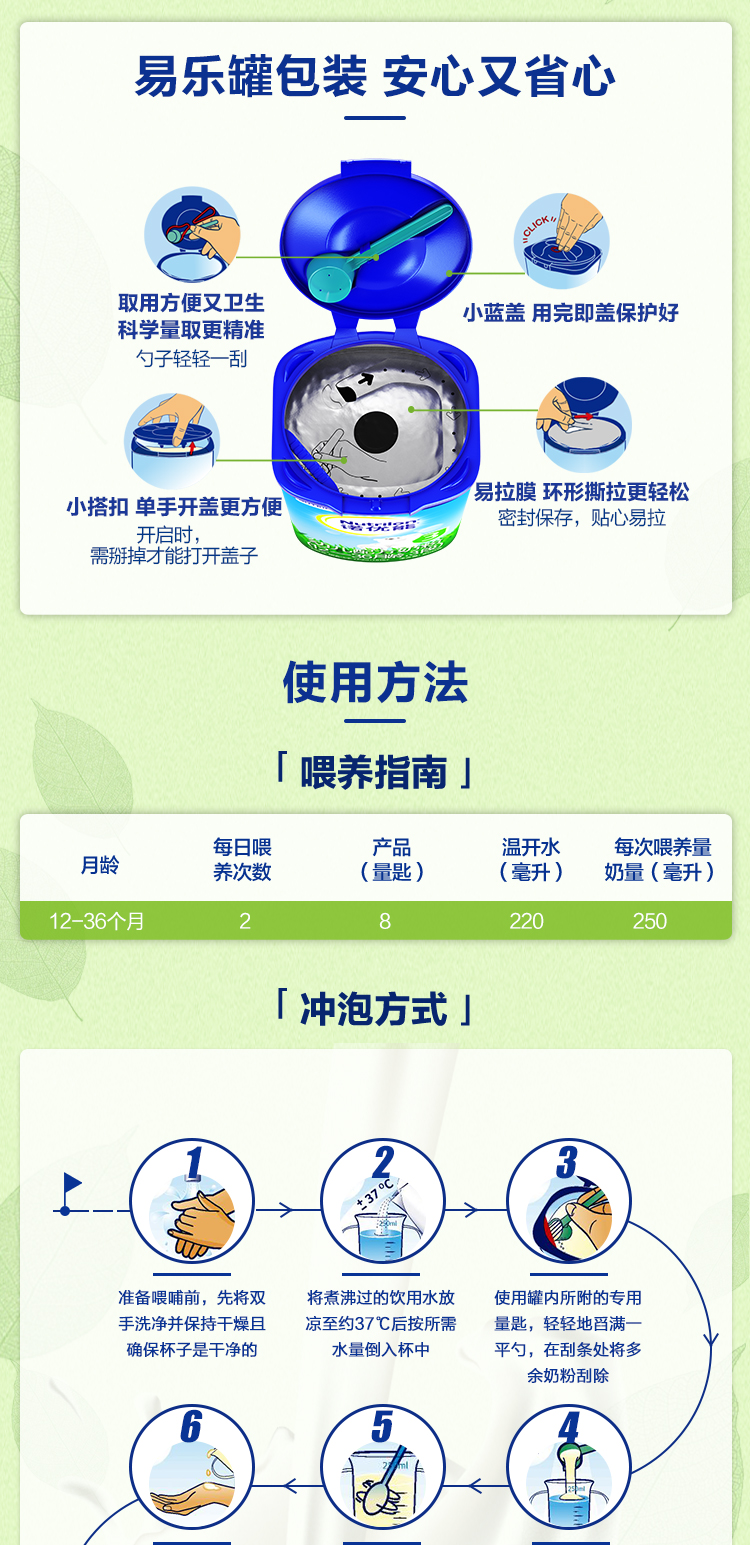 易乐罐包装 安心又省心
CLICK
取用方便又卫生
科学量取更精准
勺子轻轻一刮
小蓝盖 用完即盖保护好
小搭扣 单手开盖更方便
开启时，
需掰掉才能打开盖子
易拉膜 环形撕拉更轻松
密封保存，贴心易拉
Nutrilon
诺优能
使用方法
「 喂养指南 」
月龄
每日喂
养次数
产品
（量匙）
温开水
（毫升）
每次喂养量
奶量（毫升）
12-36个月
2
8
220
250
「 冲泡方式 」
1
2
±37℃
250ml
3
准备喂哺前，先将双
手洗净并保持干燥且
确保杯子是干净的
将煮沸过的饮用水放
凉至约37℃后按所需
水量倒入杯中
使用罐内所附的专用
量匙，轻轻地舀满一
平勺，在刮条处将多
余奶粉刮除
6
5
4
250ml